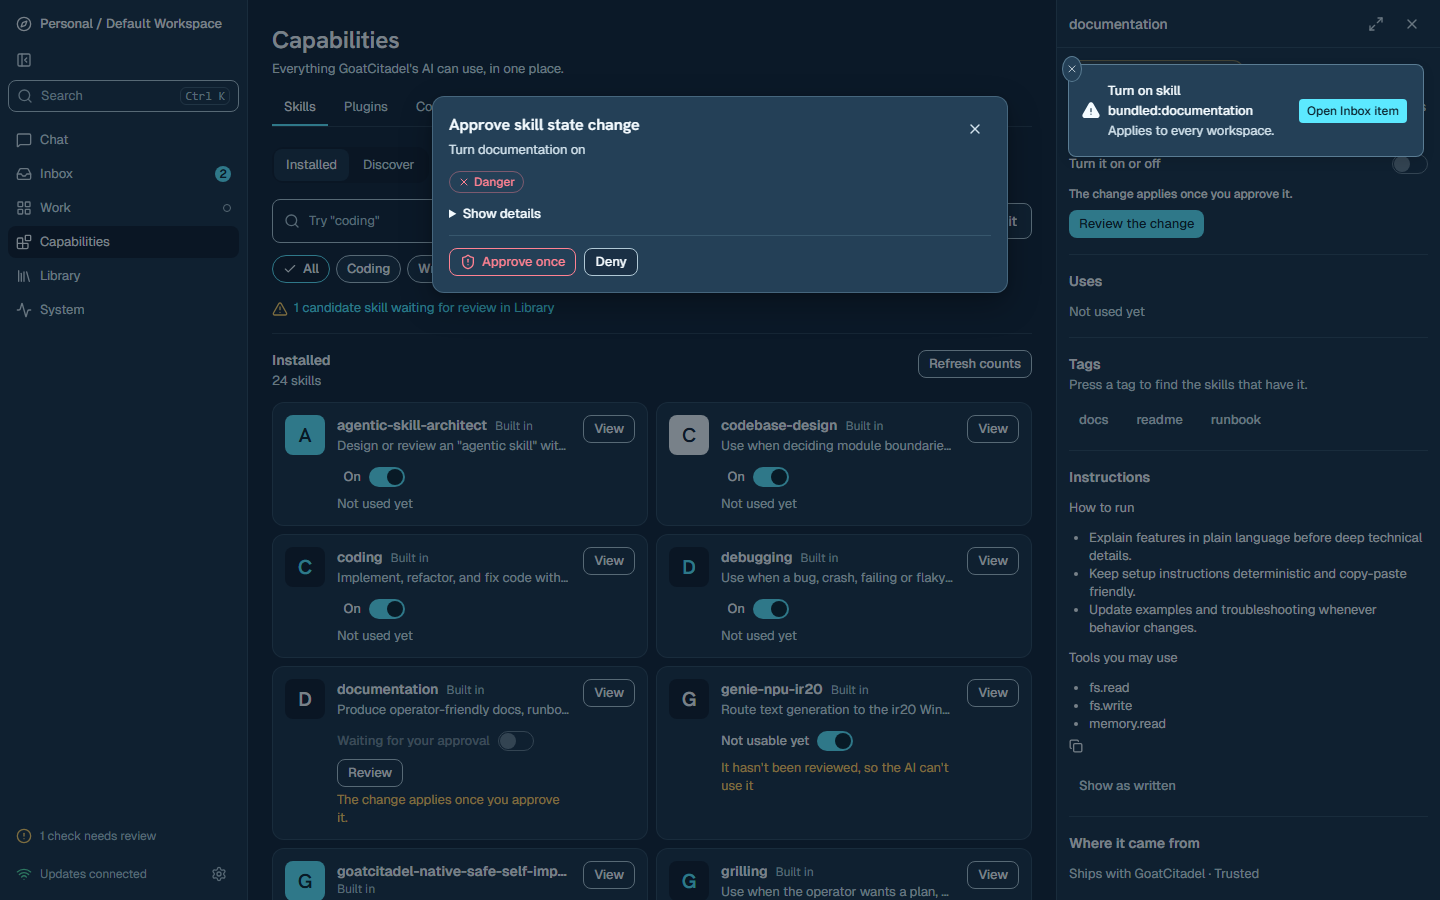 Personal / Default Workspace
Search
Ctrl K
Chat
Inbox
2
Work
Capabilities
Library
System
1 check needs review
Updates connected
Capabilities
Everything GoatCitadel's AI can use, in one place.
Skills
Plugins
Co
Installed
Discover
Try "coding"
it
All
Coding
1 candidate skill waiting for review in Library
Installed
24 skills
Refresh counts
A
agentic-skill-architect Built in
View
Design or review an "agentic skill" wit...
On
Not used yet
C
codebase-design Built in
View
Use when deciding module boundarie...
On
Not used yet
C
coding Built in
View
Implement, refactor, and fix code with...
On
Not used yet
D
debugging Built in
View
Use when a bug, crash, failing or flaky...
On
Not used yet
D
documentation Built in
View
Produce operator-friendly docs, runbo...
Waiting for your approval
Review
The change applies once you approve
it.
G
genie-npu-ir20 Built in
View
Route text generation to the ir20 Win...
Not usable yet
It hasn't been reviewed, so the AI can't
use it
G
goatcitadel-native-safe-self-imp...
View
Built in
G
grilling Built in
View
Use when the operator wants a plan, ...
Approve skill state change
Turn documentation on
Danger
Show details
Approve once
Deny
documentation
Turn on skill
bundled:documentation
Applies to every workspace.
Open Inbox item
Turn it on or off
The change applies once you approve it.
Review the change
Uses
Not used yet
Tags
Press a tag to find the skills that have it.
docs
readme
runbook
Instructions
How to run
Explain features in plain language before deep technical
details.
Keep setup instructions deterministic and copy-paste
friendly.
Update examples and troubleshooting whenever
behavior changes.
Tools you may use
fs.read
fs.write
memory.read
Show as written
Where it came from
Ships with GoatCitadel · Trusted